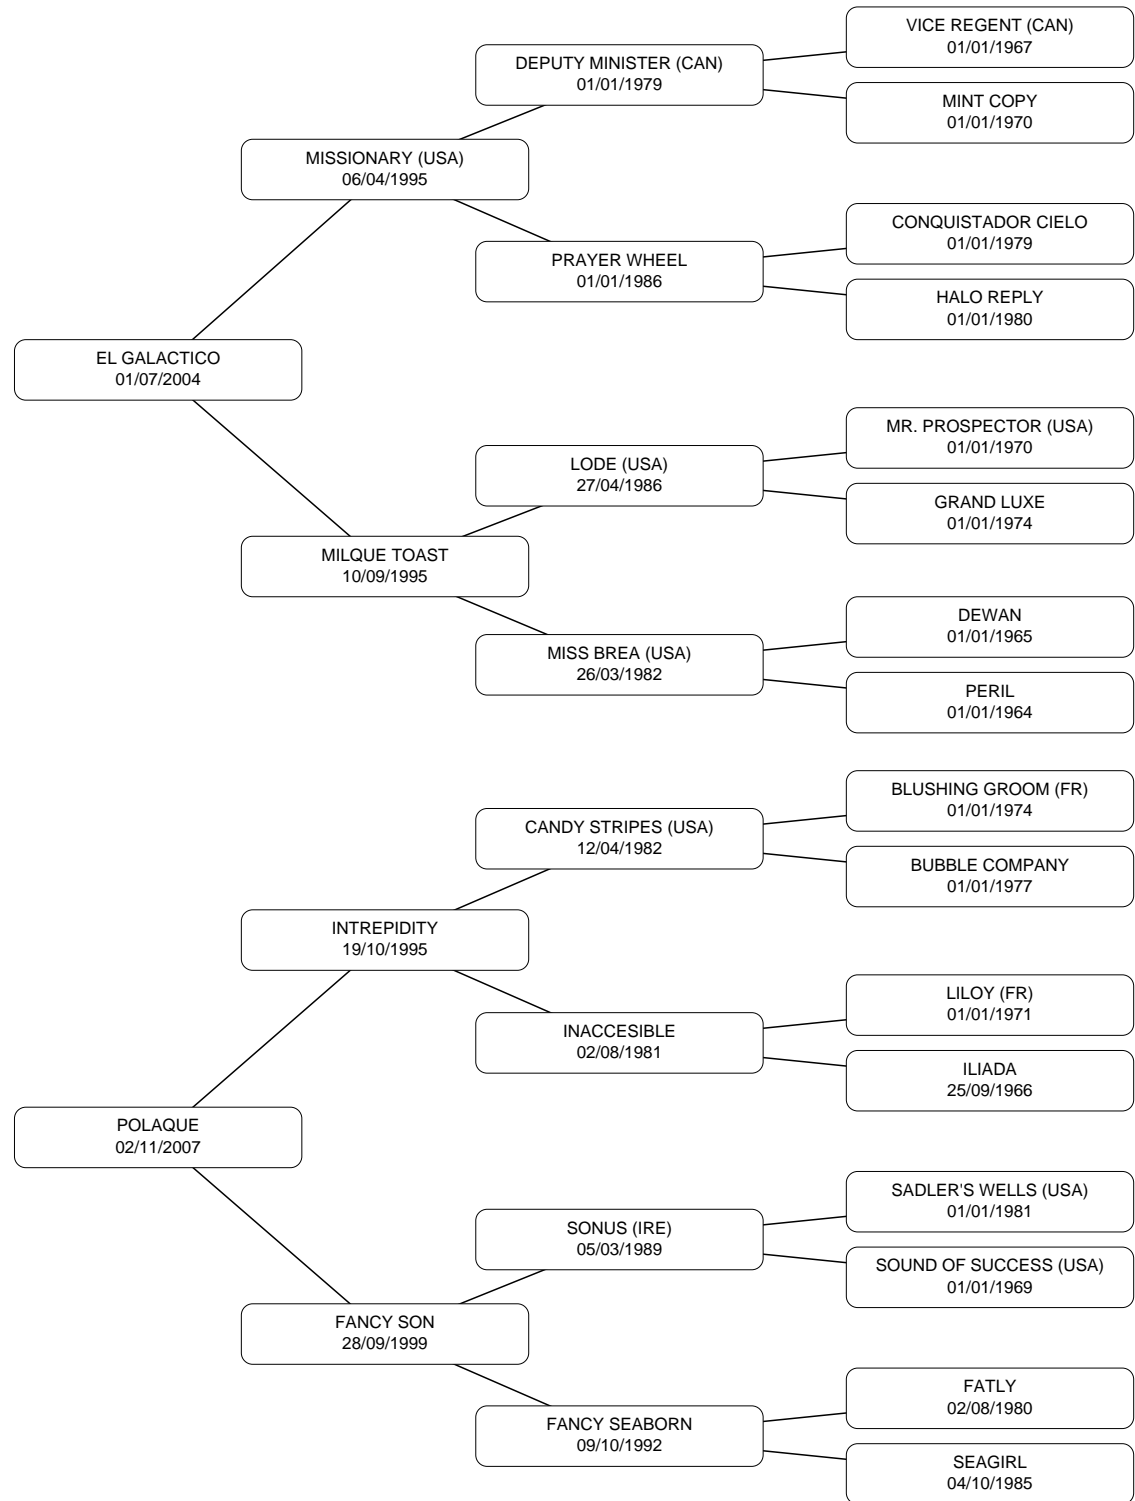 VICE REGENT (CAN)
01/01/1967
DEPUTY MINISTER (CAN)
01/01/1979
MINT COPY
01/01/1970
MISSIONARY (USA)
06/04/1995
CONQUISTADOR CIELO
01/01/1979
PRAYER WHEEL
01/01/1986
HALO REPLY
01/01/1980
EL GALACTICO
01/07/2004
MR. PROSPECTOR (USA)
01/01/1970
LODE (USA)
27/04/1986
GRAND LUXE
01/01/1974
MILQUE TOAST
10/09/1995
DEWAN
01/01/1965
MISS BREA (USA)
26/03/1982
PERIL
01/01/1964
BLUSHING GROOM (FR)
01/01/1974
CANDY STRIPES (USA)
12/04/1982
BUBBLE COMPANY
01/01/1977
INTREPIDITY
19/10/1995
LILOY (FR)
01/01/1971
INACCESIBLE
02/08/1981
ILIADA
25/09/1966
POLAQUE
02/11/2007
SADLER'S WELLS (USA)
01/01/1981
SONUS (IRE)
05/03/1989
SOUND OF SUCCESS (USA)
01/01/1969
FANCY SON
28/09/1999
FATLY
02/08/1980
FANCY SEABORN
09/10/1992
SEAGIRL
04/10/1985